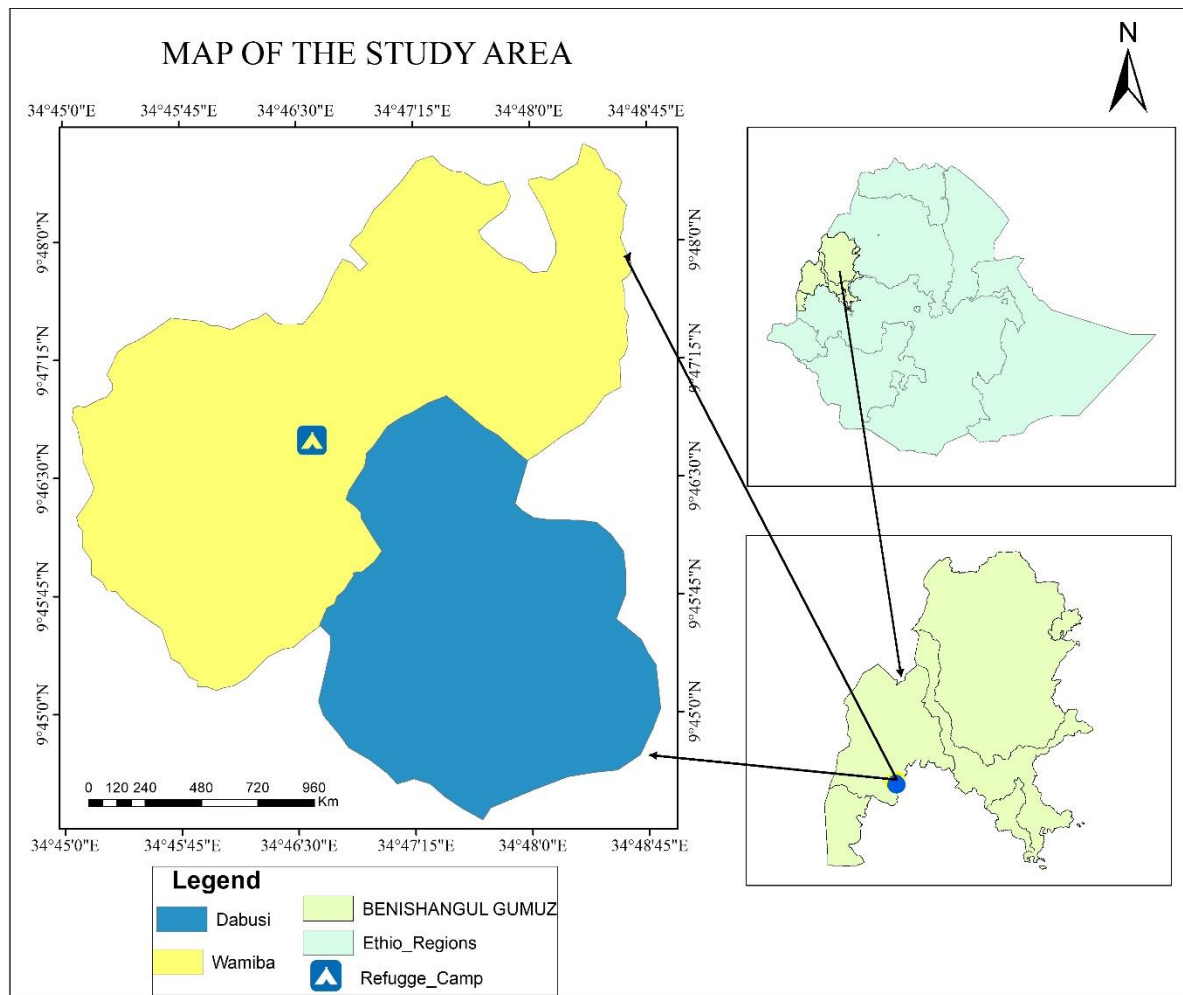 MAP OF THE STUDY AREA
N
34°45'0"E 34°45'45"E 34°46'30"E 34°47'15"E 34°48'0"E 34°48'45"E
9°48'0"N 9°48'0"N
9°47'15"N 9°47'15"N
9°46'30"N 9°46'30"N
9°45'45"N 9°45'45"N
9°45'0"N 9°45'0"N
0 120 240 480 720 960
Km
34°45'0"E 34°45'45"E 34°46'30"E 34°47'15"E 34°48'0"E 34°48'45"E
Legend
Dabusi
Wamiba
BENISHANGUL GUMUZ
Ethio_Regions
Refugge_Camp